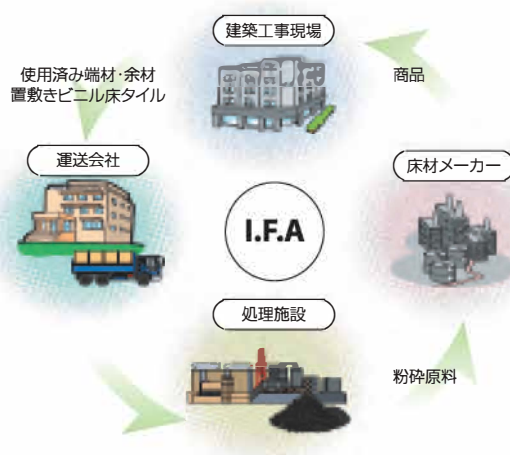 建築工事現場
使用済み端材・余材
置敷きビニル床タイル
商品
運送会社
床材メーカー
I.F.A
処理施設
粉砕原料